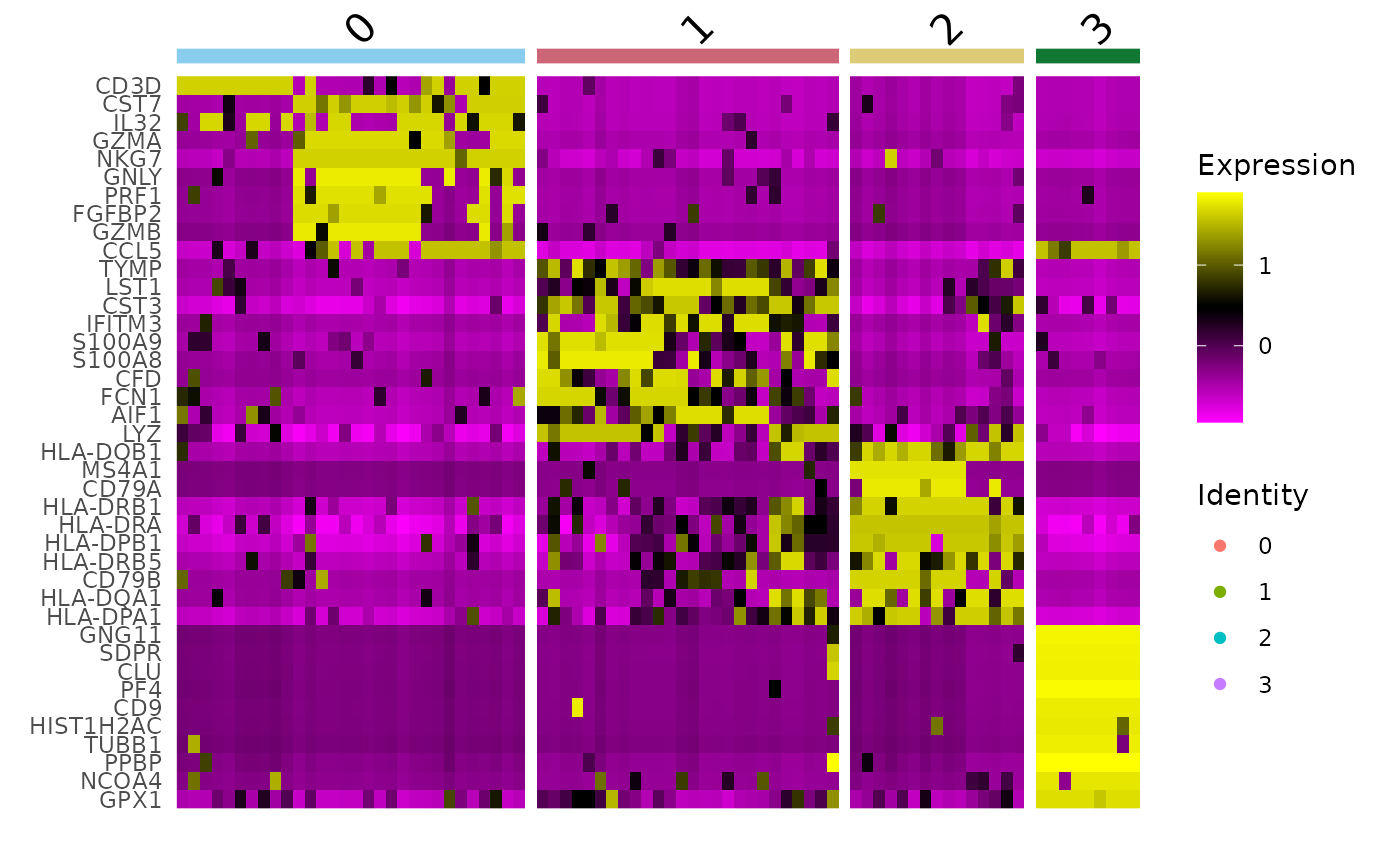 0 1 2 3
CD3D
CST7
IL32
GZMA
NKG7
GNLY
PRF1
FGFBP2
GZMB
CCL5
TYMP
LST1
CST3
IFITM3
S100A9
S100A8
CFD
FCN1
AIF1
LYZ
HLA-DQB1
MS4A1
CD79A
HLA-DRB1
HLA-DRA
HLA-DPB1
HLA-DRB5
CD79B
HLA-DQA1
HLA-DPA1
GNG11
SDPR
CLU
PF4
CD9
HIST1H2AC
TUBB1
PPBP
NCOA4
GPX1
Expression
1
0
Identity
0
1
2
3